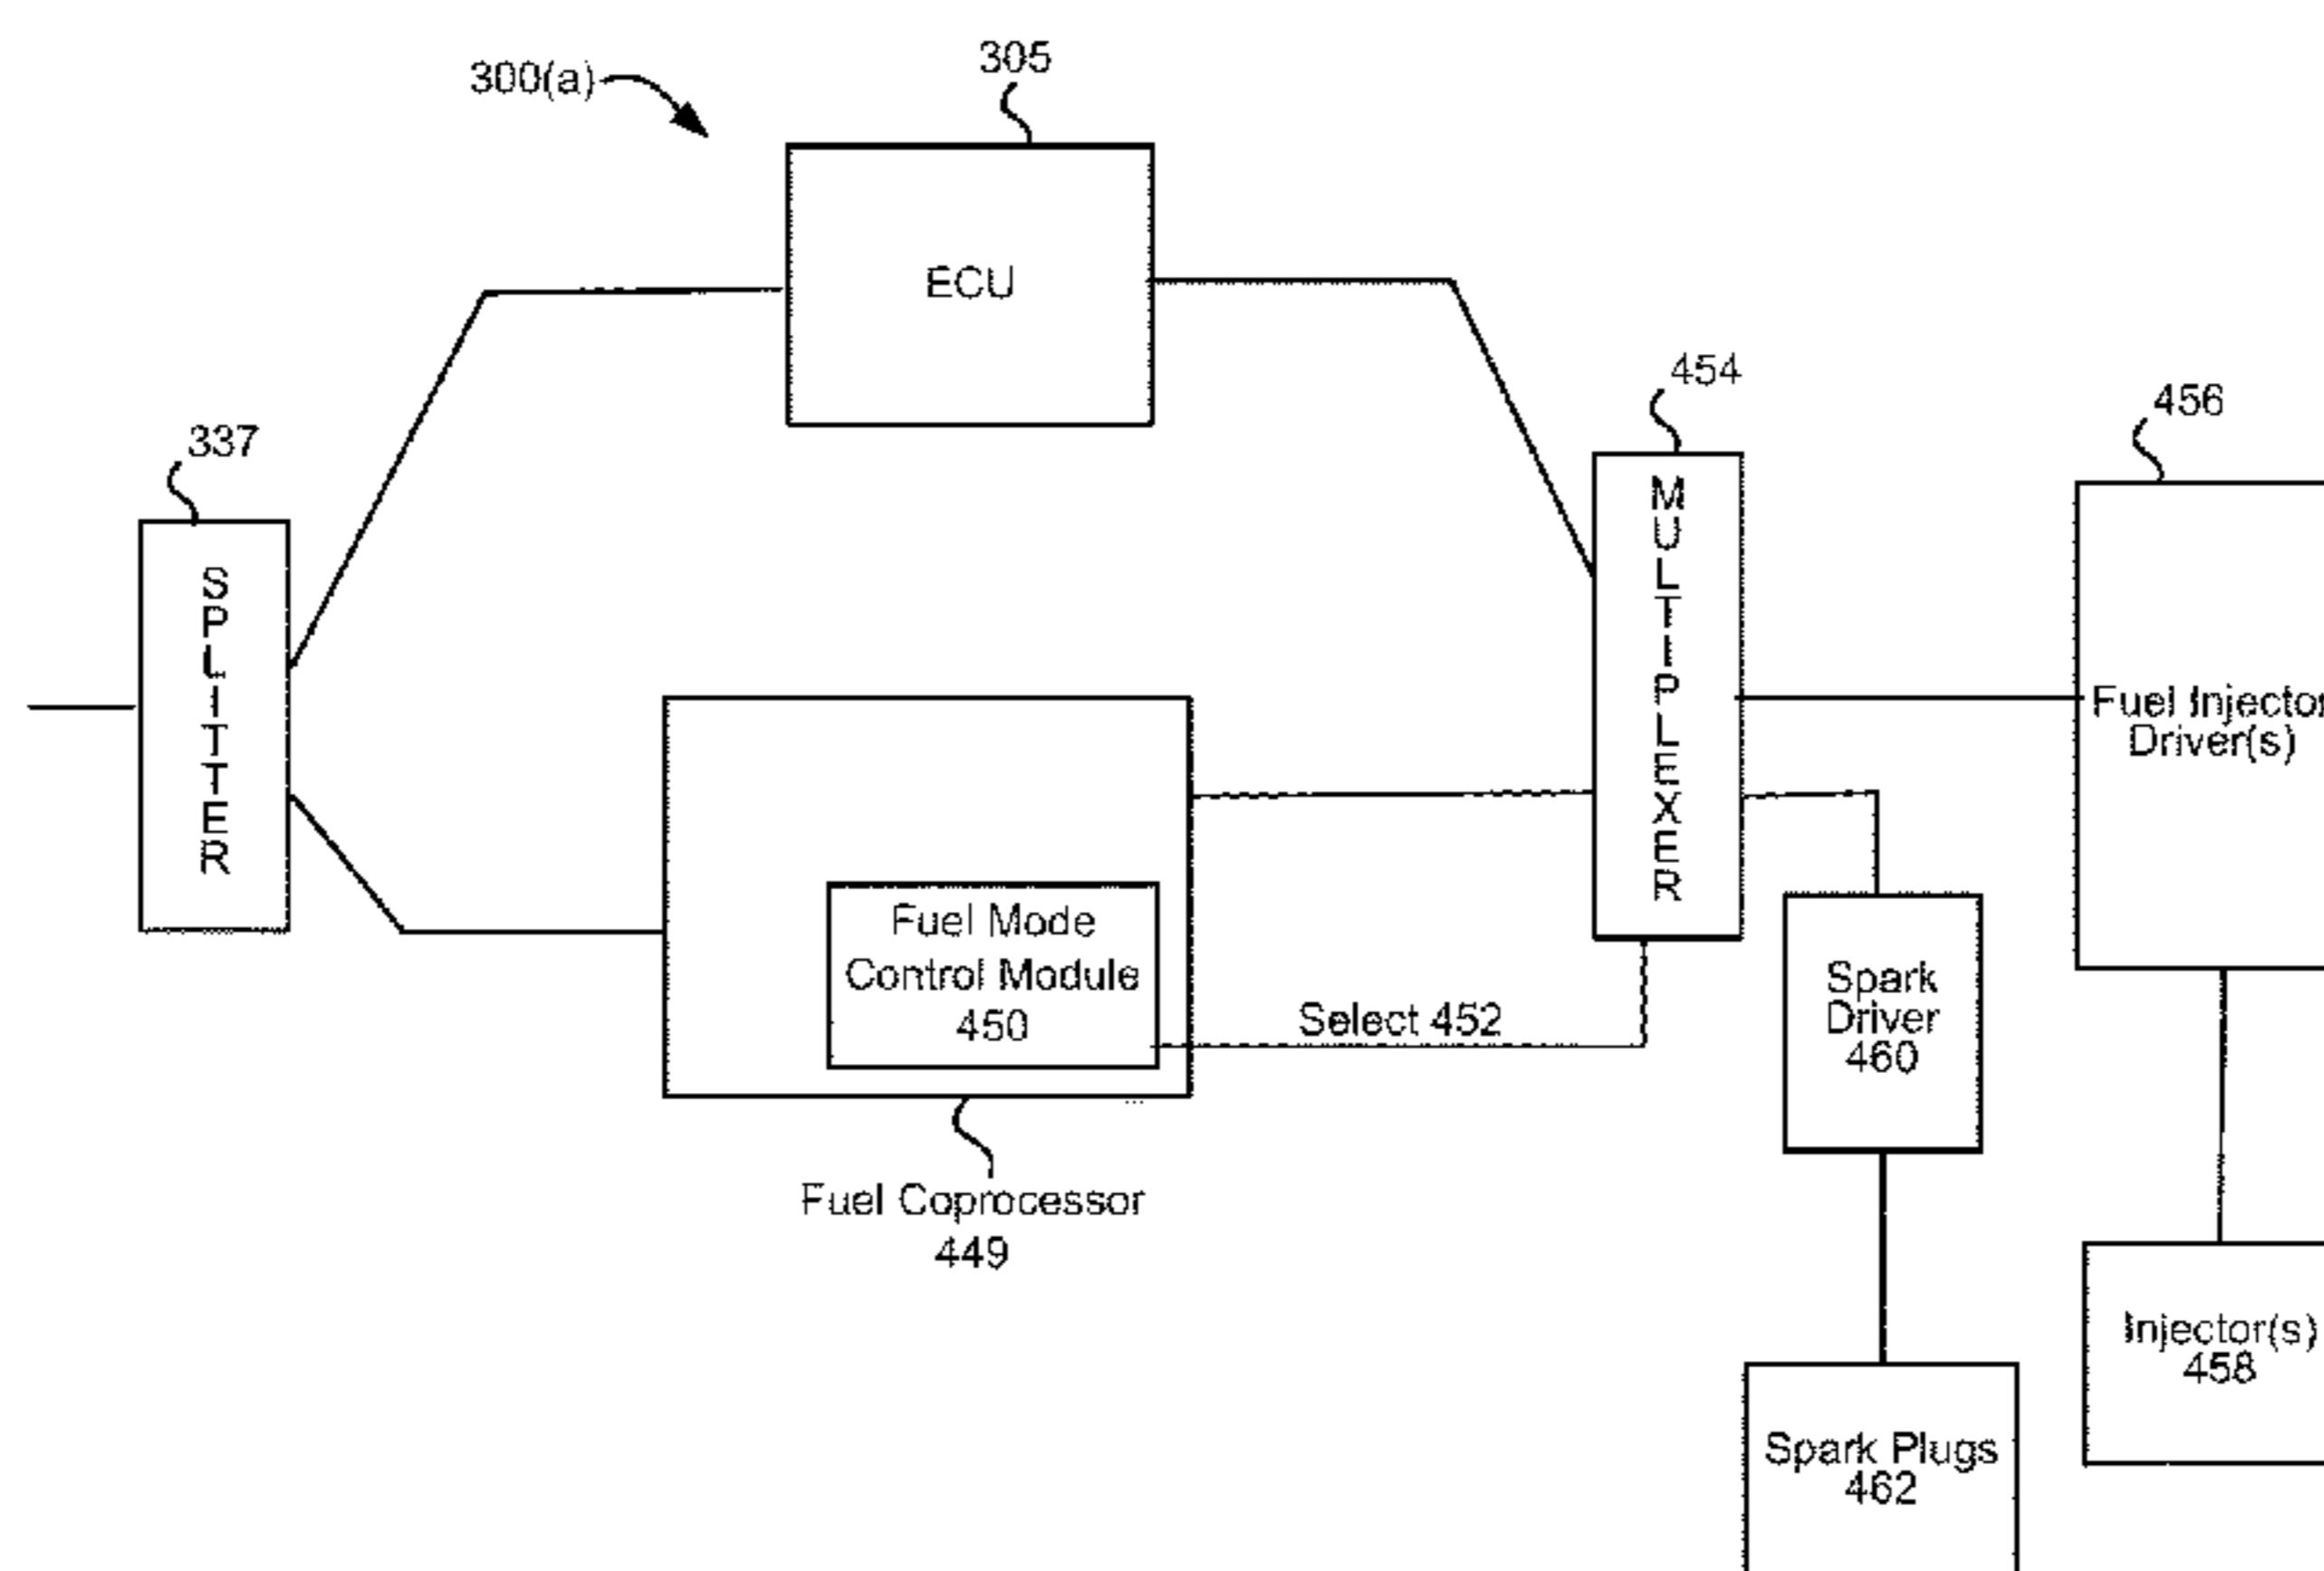 300(a)
305
ECU
337
SPLITTER
454
MULTIPLEXER
456
Fuel Injector
Driver(s)
Fuel Mode
Control Module
450
Select 452
Fuel Coprocessor
449
Spark
Driver
460
Injector(s)
458
Spark Plugs
462